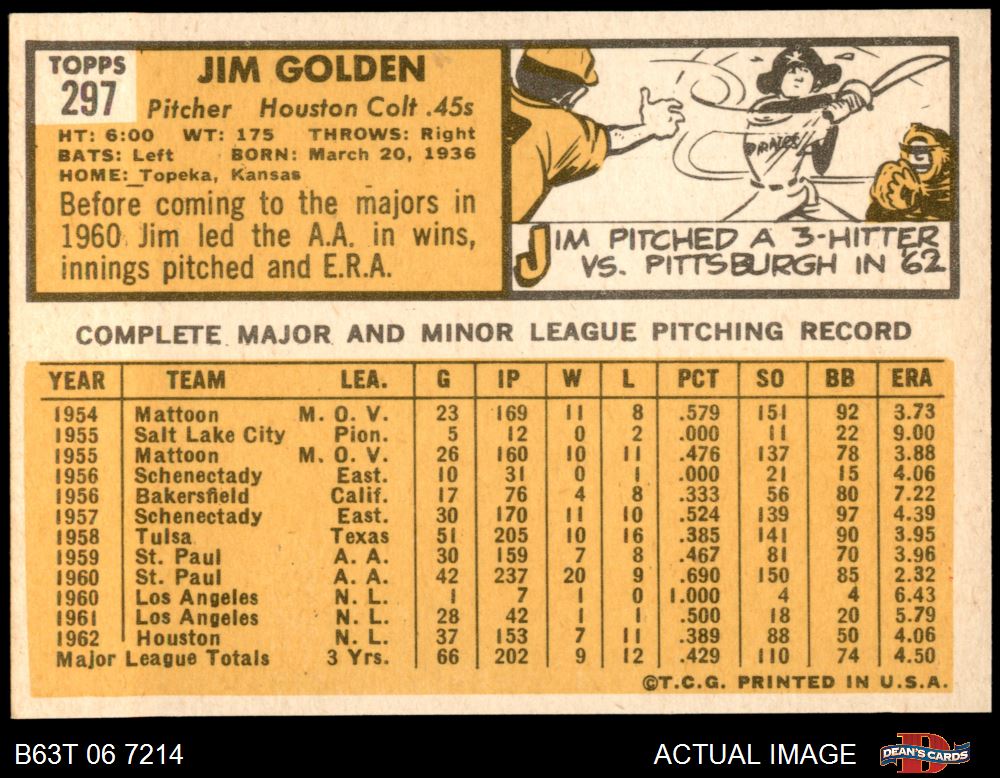 TOPPS
297
JIM GOLDEN
Pitcher Houston Colt .45s
HT: 6:00 WT: 175 THROWS: Right
BATS: Left BORN: March 20, 1936
HOME: Topeka, Kansas
Before coming to the majors in
1960 Jim led the A.A. in wins,
innings pitched and E.R.A.
PIRATES
JIM PITCHED A 3-HITTER
VS. PITTSBURGH IN '62
COMPLETE MAJOR AND MINOR LEAGUE PITCHING RECORD
YEAR TEAM LEA. G IP W L PCT SO BB ERA
1954 Mattoon M. O. V. 23 169 11 8 .579 151 92 3.73
1955 Salt Lake City Pion. 5 12 0 2 .000 11 22 9.00
1955 Mattoon M. O. V. 26 160 10 11 .476 137 78 3.88
1956 Schenectady East. 10 31 0 1 .000 21 15 4.06
1956 Bakersfield Calif. 17 76 4 8 .333 56 80 7.22
1957 Schenectady East. 30 170 11 10 .524 139 97 4.39
1958 Tulsa Texas 51 205 10 16 .385 141 90 3.95
1959 St. Paul A. A. 30 159 7 8 .467 81 70 3.96
1960 St. Paul A. A. 42 237 20 9 .690 150 85 2.32
1960 Los Angeles N. L. 1 7 1 0 1.000 4 4 6.43
1961 Los Angeles N. L. 28 42 1 1 .500 18 20 5.79
1962 Houston N. L. 37 153 7 11 .389 88 50 4.06
Major League Totals 3 Yrs. 66 202 9 12 .429 110 74 4.50
©T.C.G. PRINTED IN U.S.A.
B63T 06 7214
ACTUAL IMAGE
DEAN'S CARDS